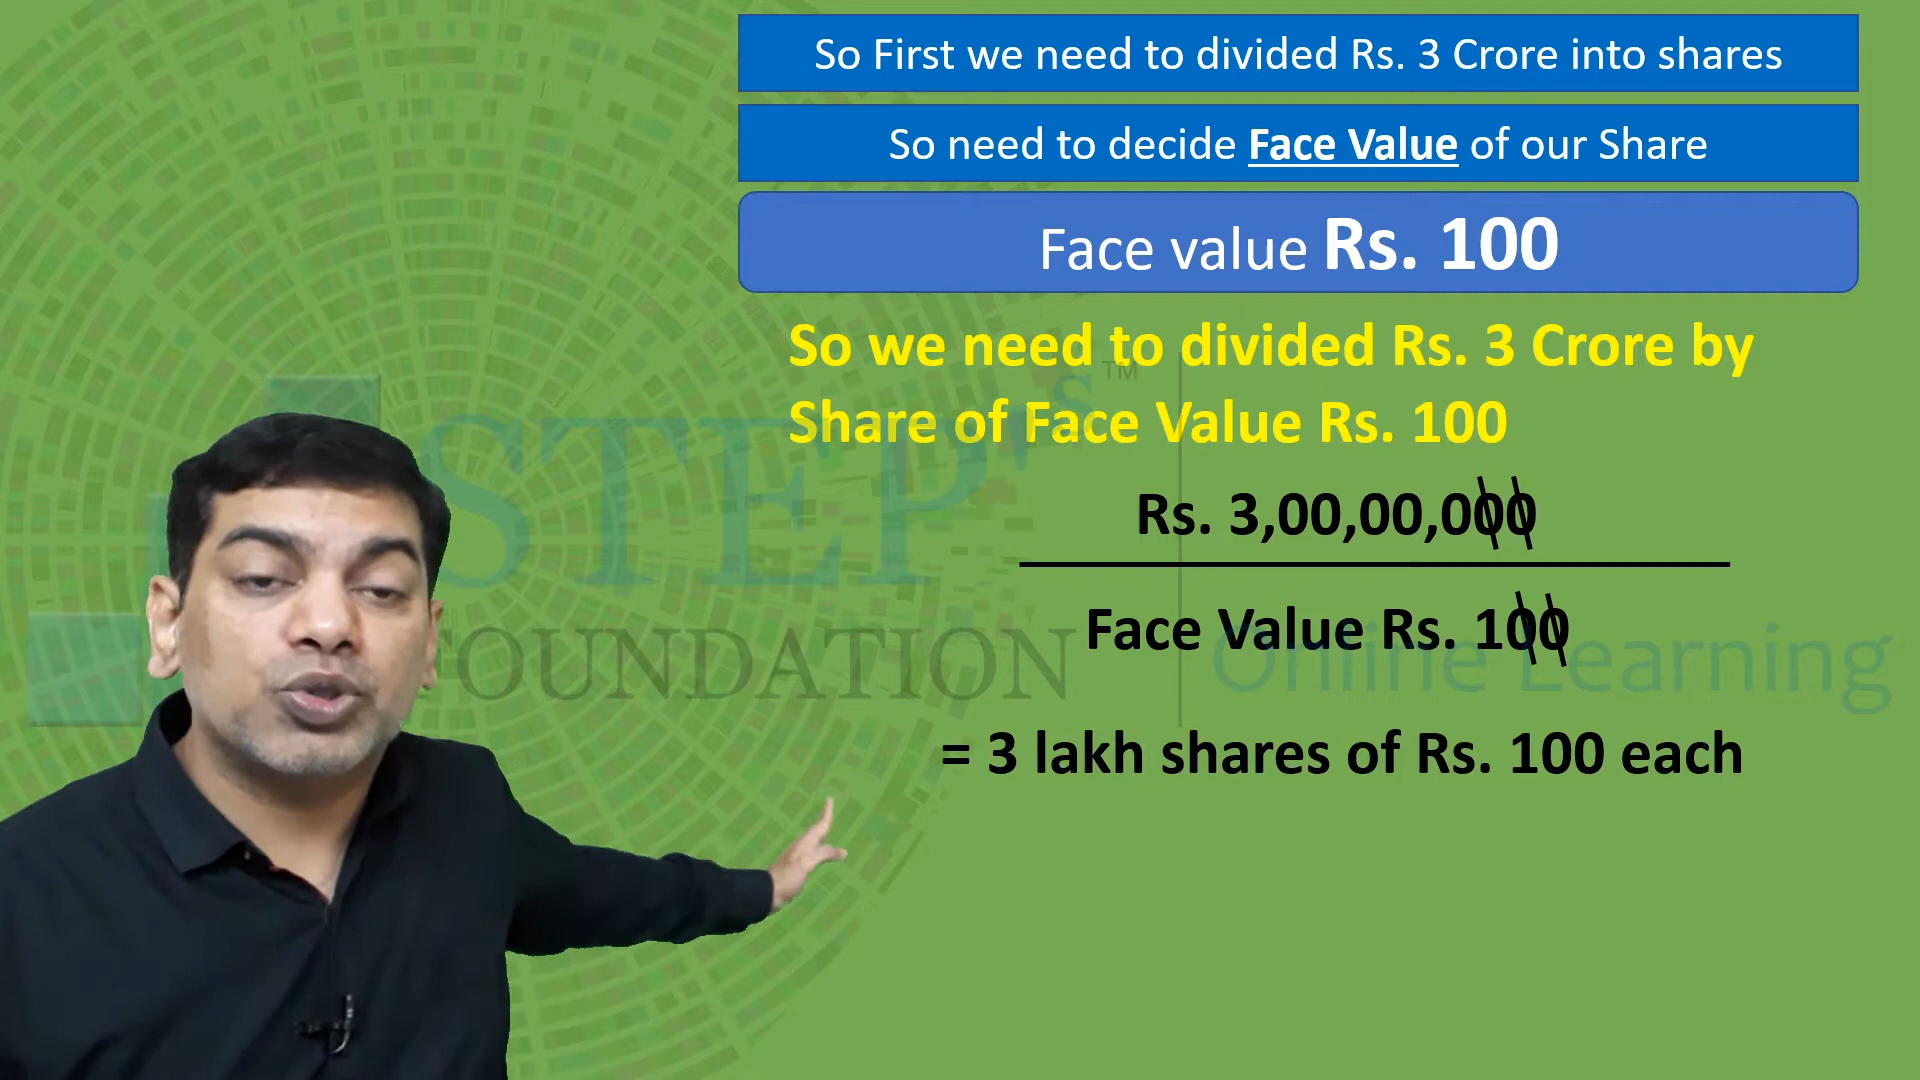 So First we need to divided Rs. 3 Crore into shares
So need to decide Face Value of our Share
Face value Rs. 100
So we need to divided Rs. 3 Crore by
Share of Face Value Rs. 100
Rs. 3,00,00,000
Face Value Rs. 100
= 3 lakh shares of Rs. 100 each
STEP's™
FOUNDATION
Online Learning